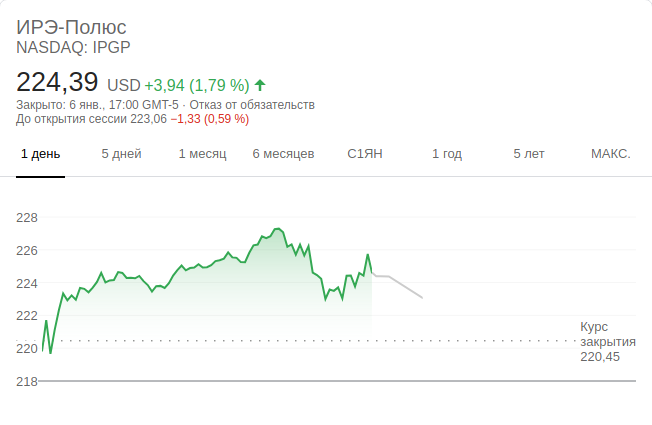 ИРЭ-Полюс
NASDAQ: IPGP
224,39 USD +3,94 (1,79 %)
Закрыто: 6 янв., 17:00 GMT-5 · Отказ от обязательств
До открытия сессии 223,06 −1,33 (0,59 %)
1 день 5 дней 1 месяц 6 месяцев С1ЯН 1 год 5 лет МАКС.
228
226
224
222
220
218
Курс
закрытия
220,45